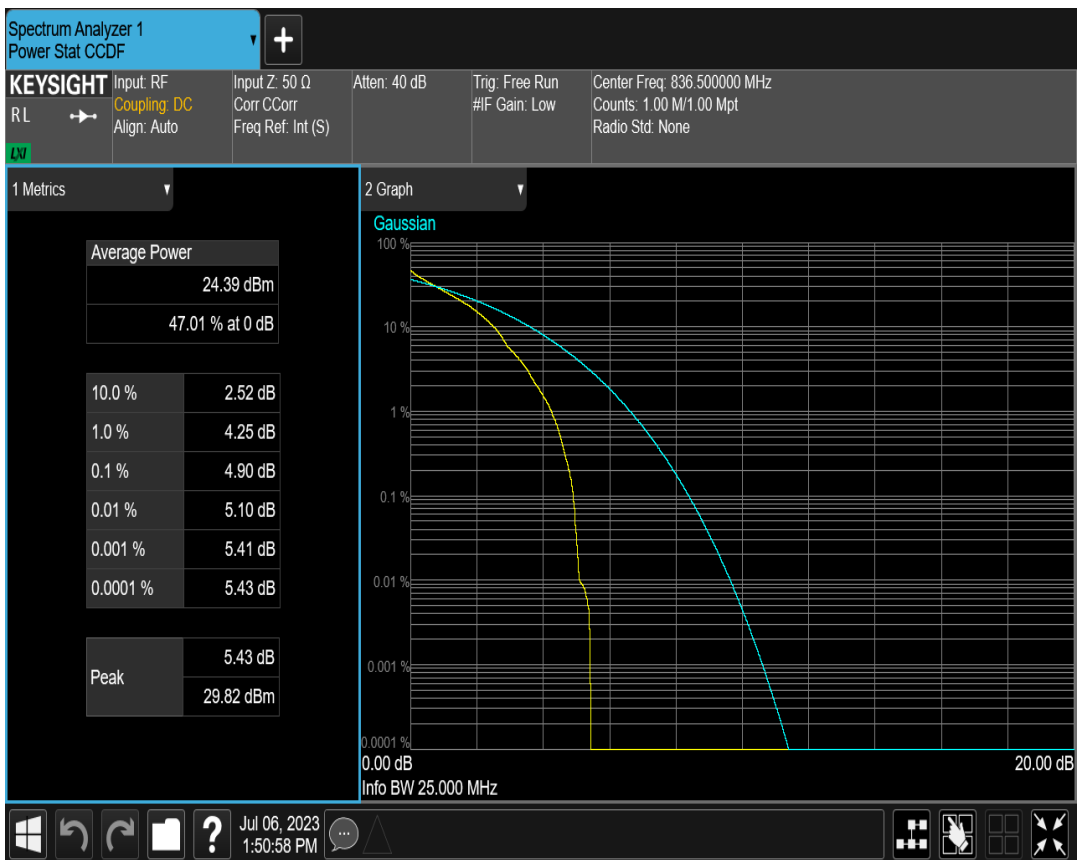 Spectrum Analyzer 1
Power Stat CCDF
KEYSIGHT
RL
LXI
Input: RF
Coupling: DC
Align: Auto
Input Z: 50 Ω
Corr CCorr
Freq Ref: Int (S)
Atten: 40 dB
Trig: Free Run
#IF Gain: Low
Center Freq: 836.500000 MHz
Counts: 1.00 M/1.00 Mpt
Radio Std: None
1 Metrics
Average Power
24.39 dBm
47.01 % at 0 dB
10.0 % 2.52 dB
1.0 % 4.25 dB
0.1 % 4.90 dB
0.01 % 5.10 dB
0.001 % 5.41 dB
0.0001 % 5.43 dB
Peak
5.43 dB
29.82 dBm
2 Graph
Gaussian
100 %
10 %
1 %
0.1 %
0.01 %
0.001 %
0.0001 %
0.00 dB 20.00 dB
Info BW 25.000 MHz
?
Jul 06, 2023
1:50:58 PM